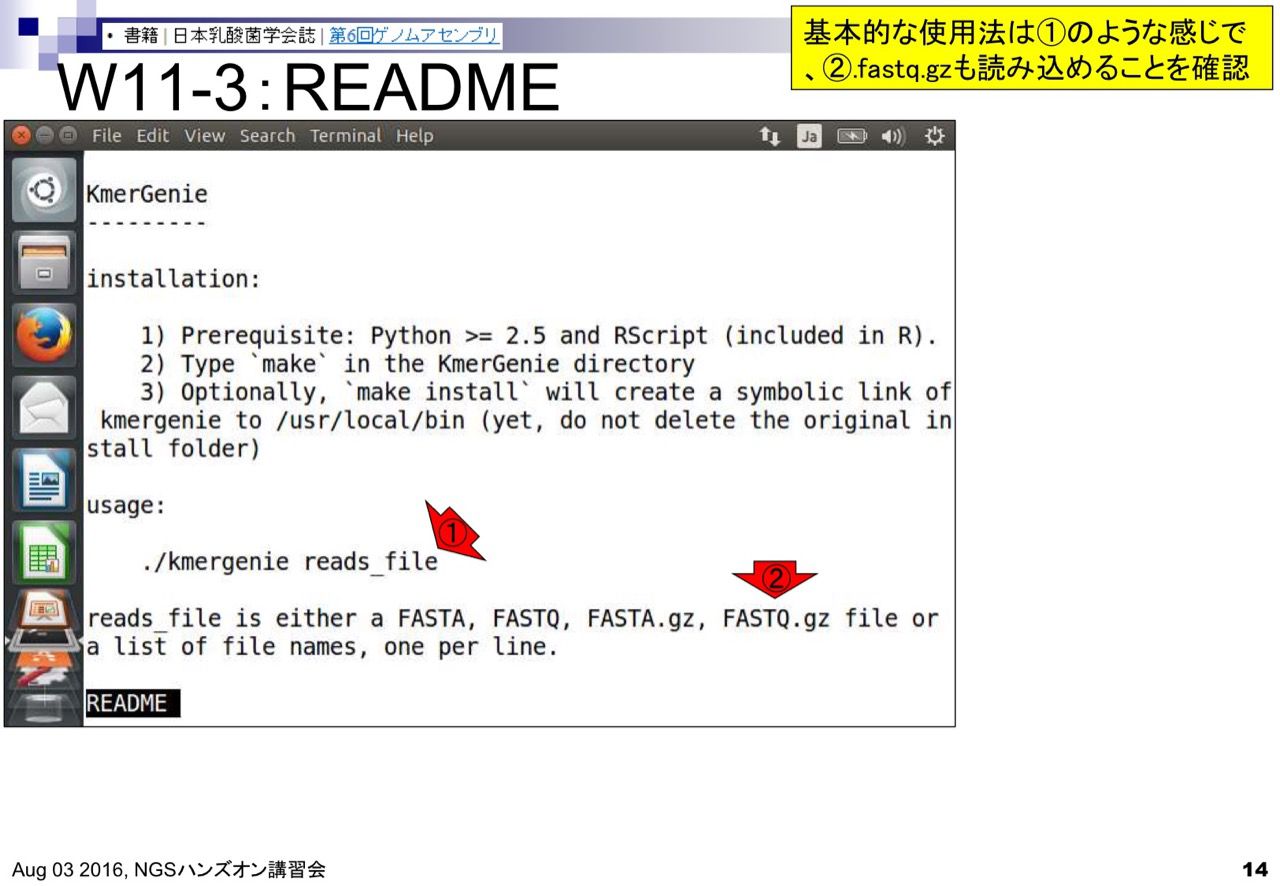 • 書籍 | 日本乳酸菌学会誌 | 第6回ゲノムアセンブリ
基本的な使用法は①のような感じで
、②.fastq.gzも読み込めることを確認
W11-3：README
File Edit View Search Terminal Help
Ja
KmerGenie
---------
installation:
1) Prerequisite: Python >= 2.5 and RScript (included in R).
2) Type `make` in the KmerGenie directory
3) Optionally, `make install` will create a symbolic link of
kmergenie to /usr/local/bin (yet, do not delete the original in
stall folder)
usage:
①
./kmergenie reads_file
②
reads_file is either a FASTA, FASTQ, FASTA.gz, FASTQ.gz file or
a list of file names, one per line.
README
Aug 03 2016, NGSハンズオン講習会
14